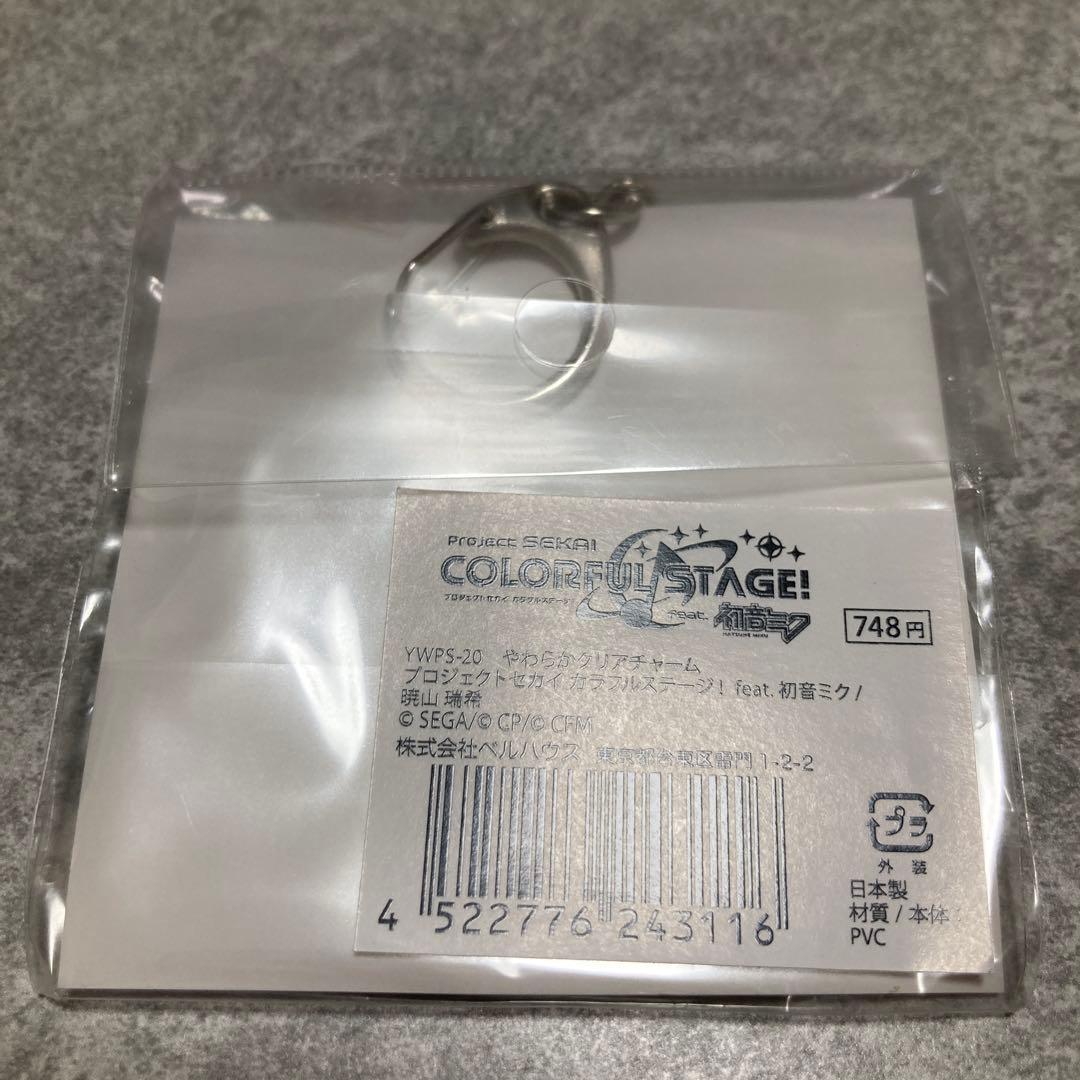 Project SEKAI
COLORFUL STAGE!
プロジェクトセカイ カラフルステージ!
feat. 初音ミク
HATSUNE MIKU
748円
YWPS-20 やわらかクリアチャーム
プロジェクトセカイ カラフルステージ! feat. 初音ミク/
暁山 瑞希
© SEGA/© CP/© CFM
株式会社ベルハウス 東京都台東区雷門1-2-2
4 522776 243116
プラ
外 装
日本製
材質/本体:
PVC